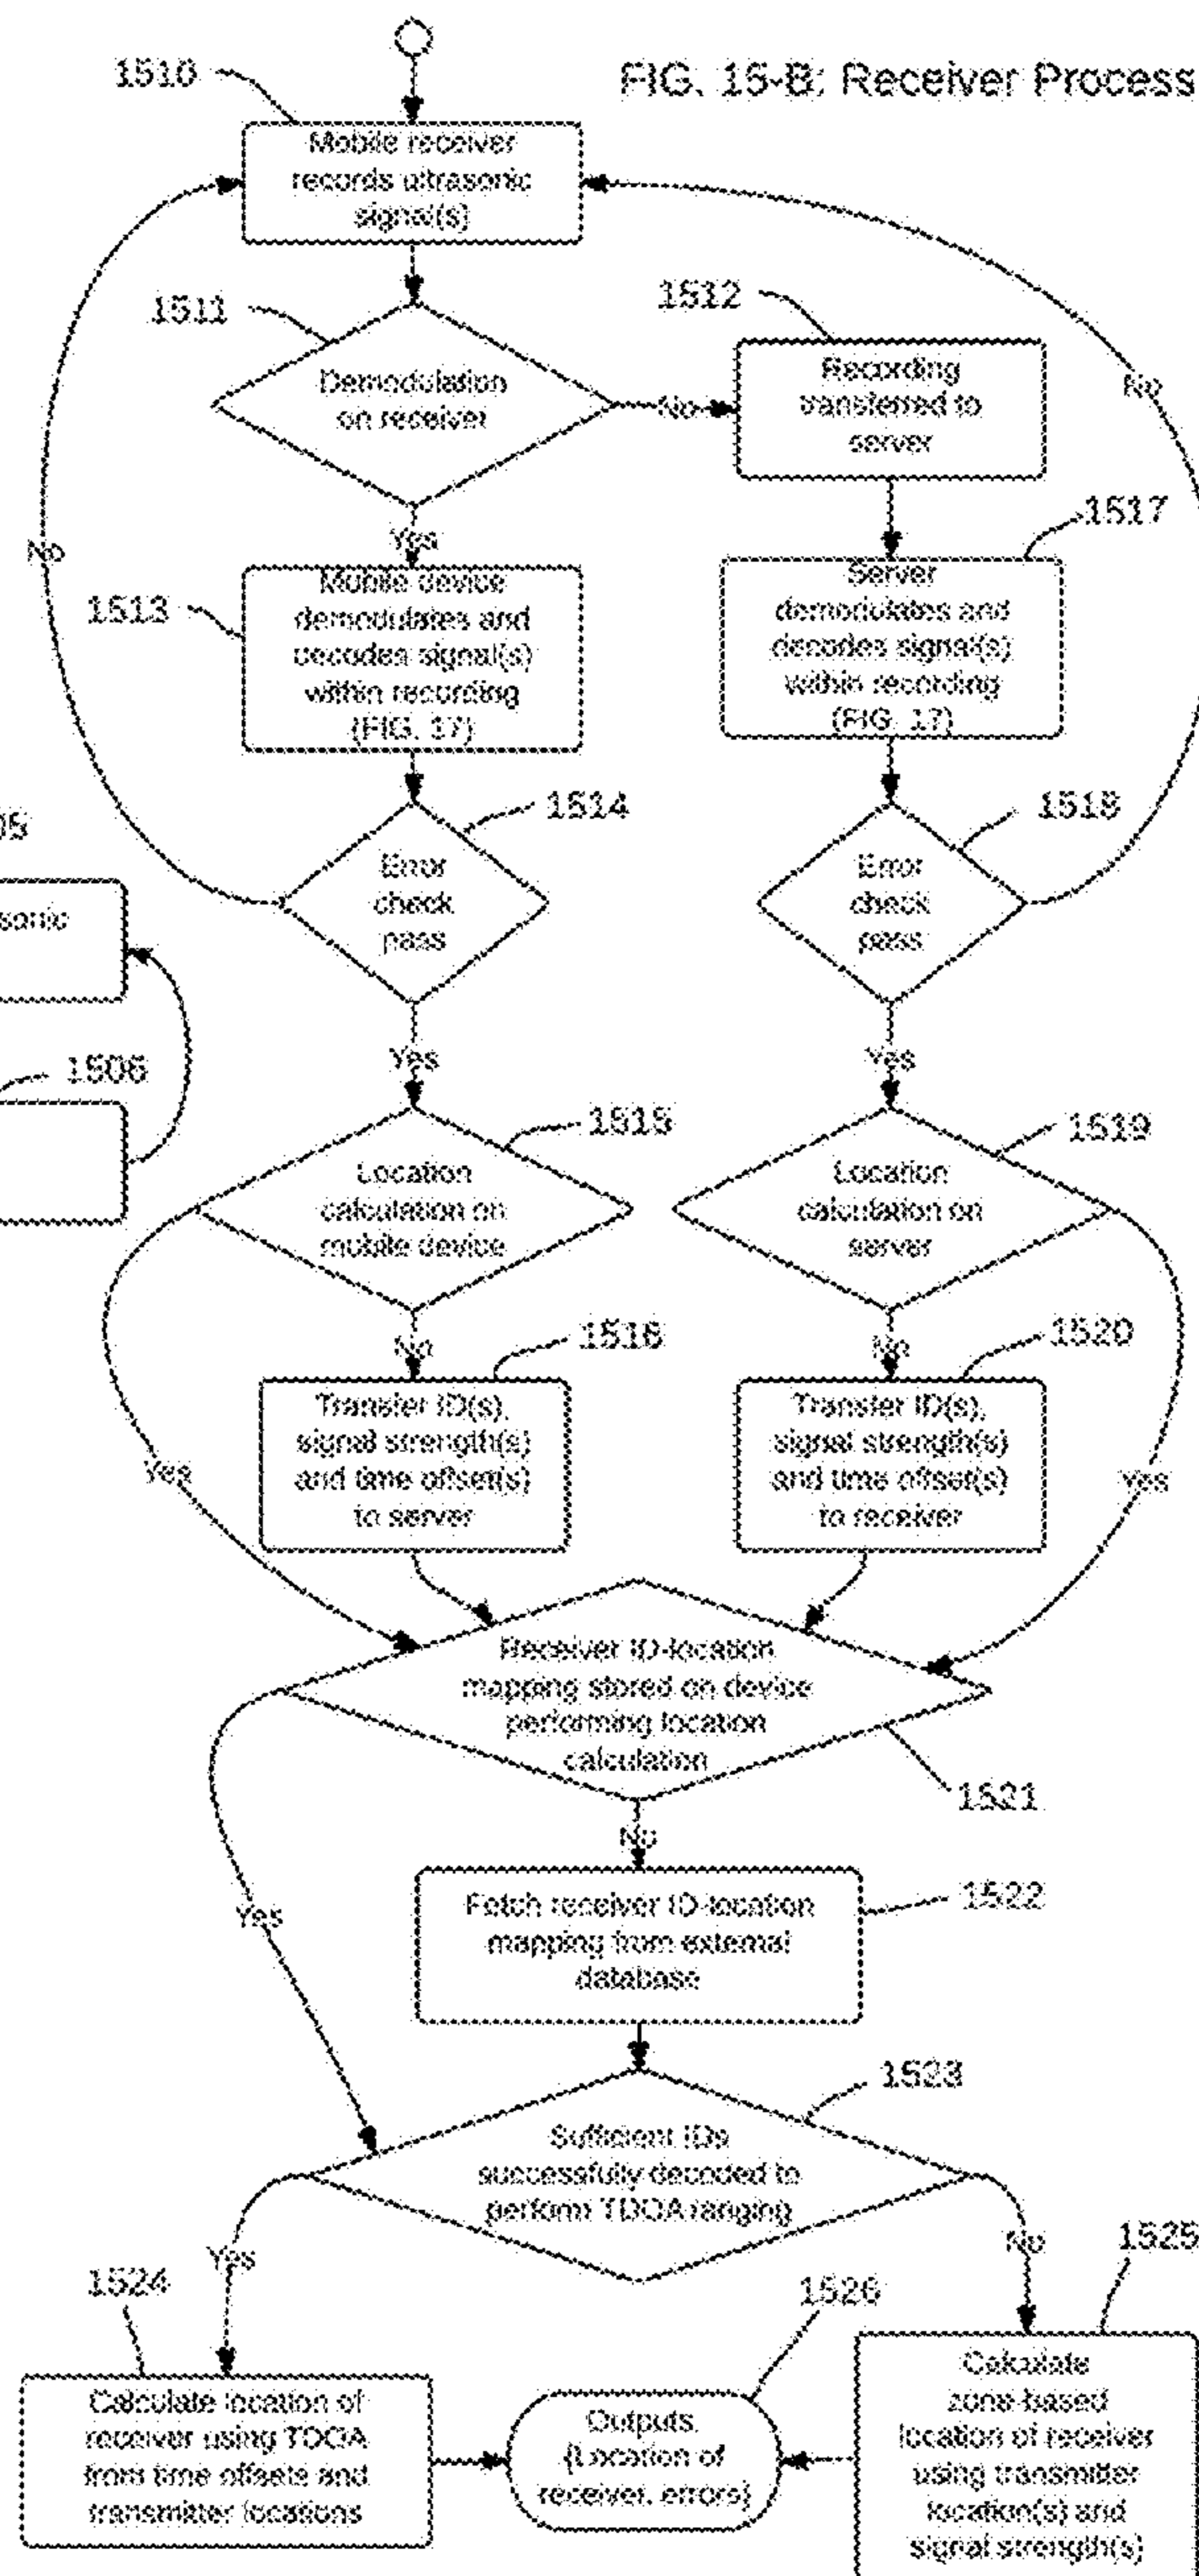 1510
FIG. 15-B: Receiver Process
Mobile receiver
records ultrasonic
signal(s)
1511
1512
Demodulation
on receiver
No
Recording
transferred to
server
No
1517
Yes
No
1513
Mobile device
demodulates and
decodes signal(s)
within recording
(FIG. 17)
Server
demodulates and
decodes signal(s)
within recording
(FIG. 17)
1514
1518
05
Error
check
pass
Error
check
pass
sonic
1506
Yes
Yes
1515
1519
Location
calculation on
mobile device
Location
calculation on
server
No
1516
No
1520
Transfer ID(s),
signal strength(s)
and time offset(s)
to server
Transfer ID(s),
signal strength(s)
and time offset(s)
to receiver
Yes
Yes
Receiver ID-location
mapping stored on device
performing location
calculation
1521
No
Yes
Fetch receiver ID-location
mapping from external
database
1522
1523
Sufficient IDs
successfully decoded to
perform TDOA ranging
Yes
No
1524
1525
1526
Calculate location of
receiver using TDOA
from time offsets and
transmitter locations
Outputs
(Location of
receiver, errors)
Calculate
zone-based
location of receiver
using transmitter
location(s) and
signal strength(s)